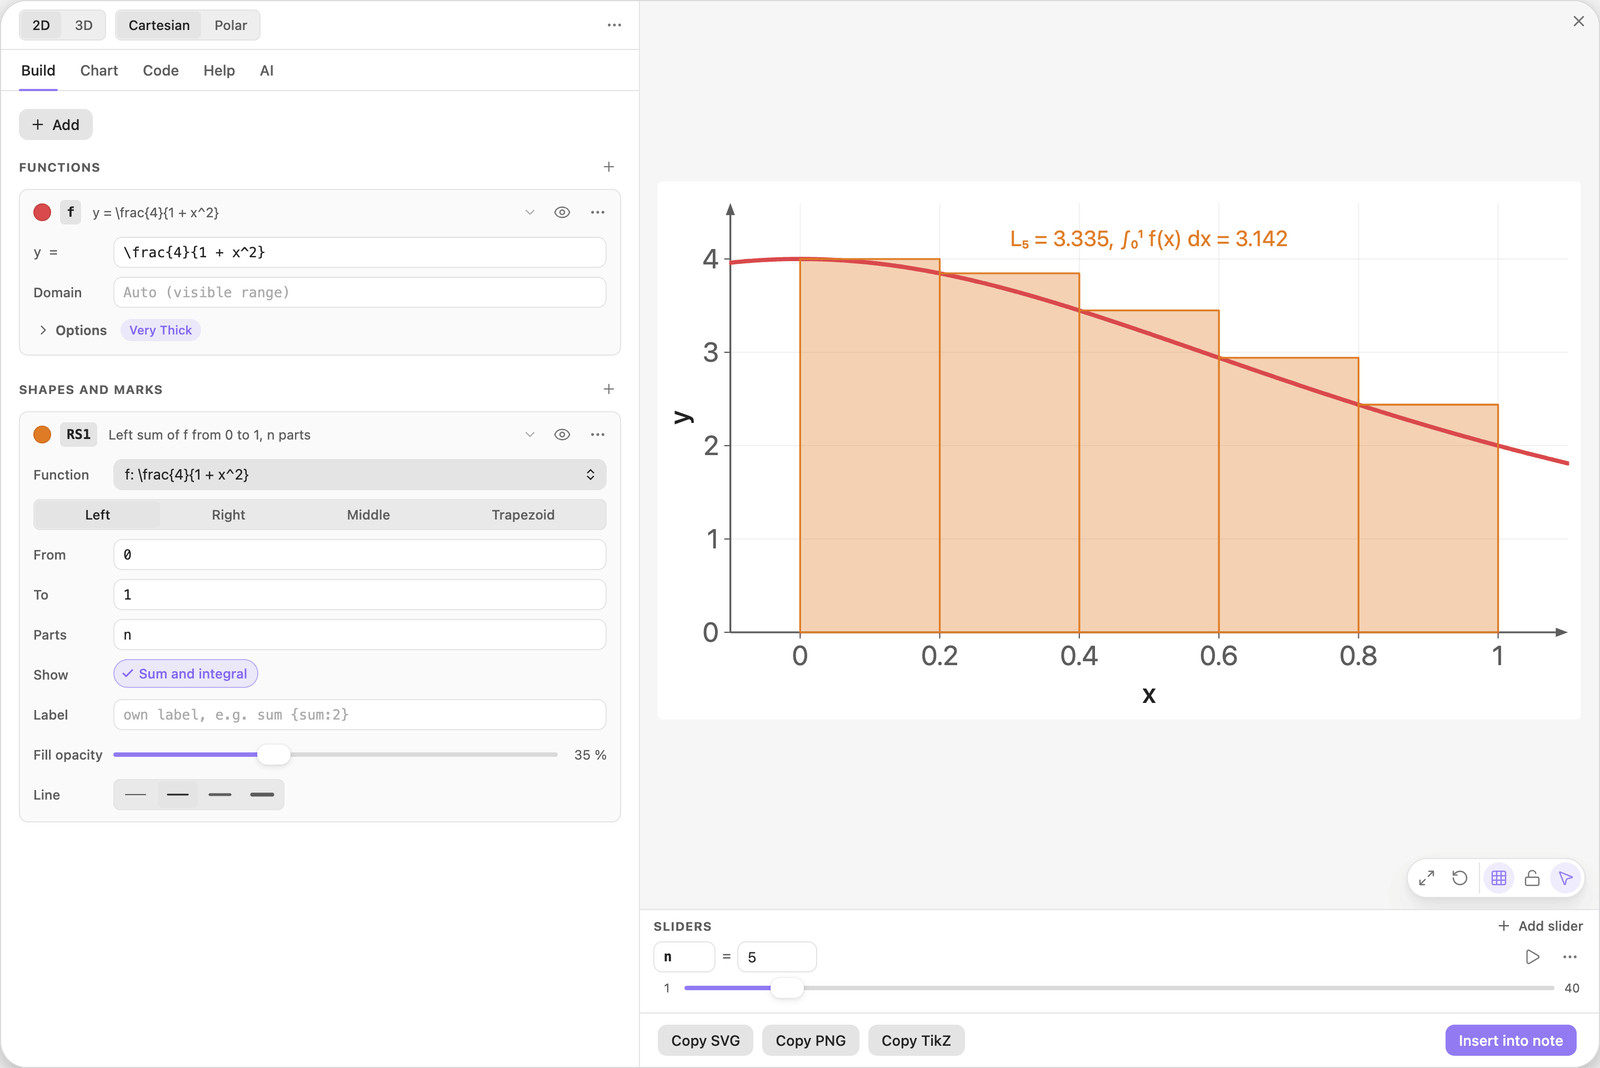 2D 3D Cartesian Polar
Build Chart Code Help AI
+ Add
FUNCTIONS
f y = \frac{4}{1 + x^2}
y = \frac{4}{1 + x^2}
Domain Auto (visible range)
Options Very Thick
SHAPES AND MARKS
RS1 Left sum of f from 0 to 1, n parts
Function f: \frac{4}{1 + x^2}
Left Right Middle Trapezoid
From 0
To 1
Parts n
Show Sum and integral
Label own label, e.g. sum {sum:2}
Fill opacity 35 %
Line
L₅ = 3.335, ∫₀¹ f(x) dx = 3.142
4
3
y
2
1
0
0 0.2 0.4 0.6 0.8 1
x
SLIDERS + Add slider
n = 5
1 40
Copy SVG Copy PNG Copy TikZ Insert into note